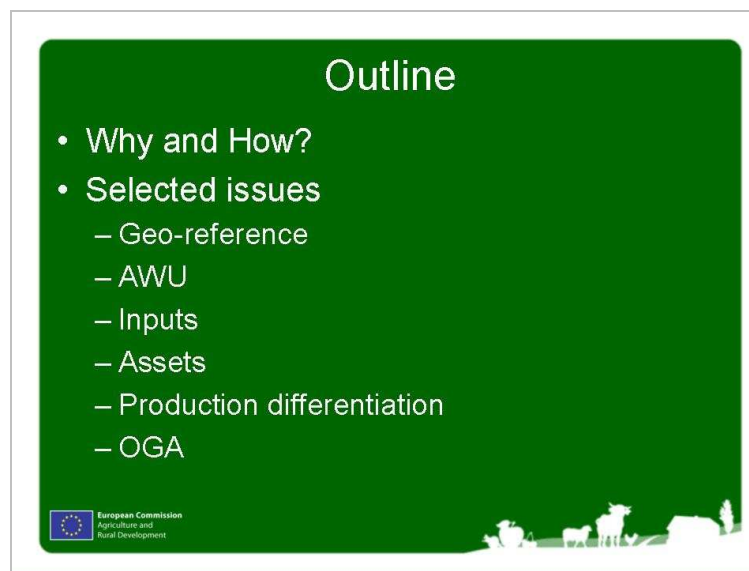 Outline
• Why and How?
• Selected issues
– Geo-reference
– AWU
– Inputs
– Assets
– Production differentiation
– OGA
European Commission
Agriculture and
Rural Development